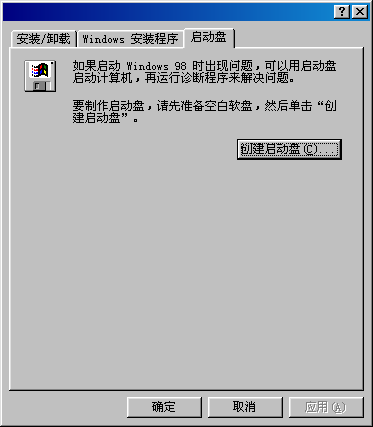 安装/卸载 Windows 安装程序 启动盘
如果启动 Windows 98 时出现问题，可以用启动盘
启动计算机，再运行诊断程序来解决问题。
要制作启动盘，请先准备空白软盘，然后单击“创
建启动盘”。
创建启动盘(C)...
确定 取消 应用(A)